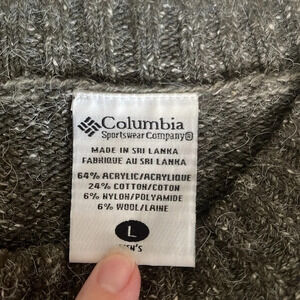 Columbia
Sportswear Company®
MADE IN SRI LANKA
FABRIQUE AU SRI LANKA
64% ACRYLIC/ACRYLIQUE
24% COTTON/COTON
6% NYLON/POLYAMIDE
6% WOOL/LAINE
L